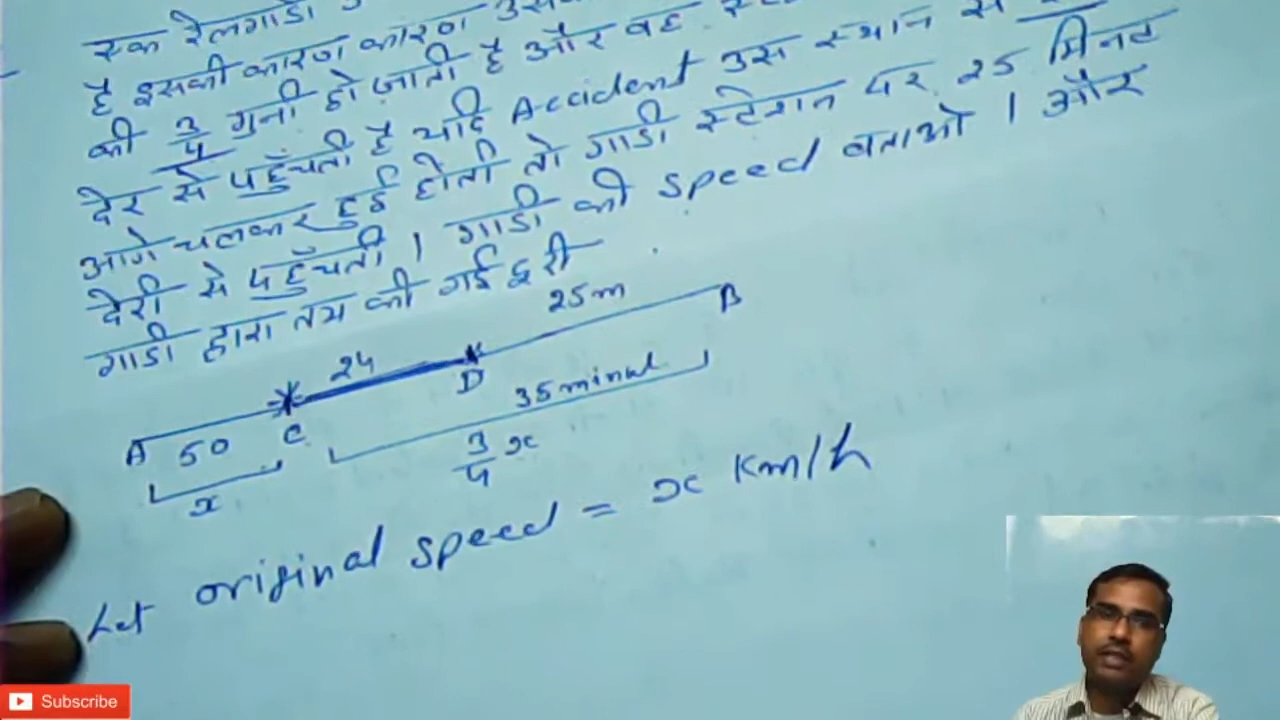 एक रेलगाडी
है इसकी कारण कारण
की 3/4 गुनी हो जाती है और वह
देर से पहुँचती है यदि Accident उस स्थान से
आगे चलकर हुई होती तो गाडी स्टेशन पर 25 मिनट
देरी से पहुँचती । गाडी की speed बताओ । और
गाडी द्वारा तय की गई दूरी
25m
B
24
D
35 minut
A 50 C
3/4 x
x
Let original speed = x Km/h
Subscribe